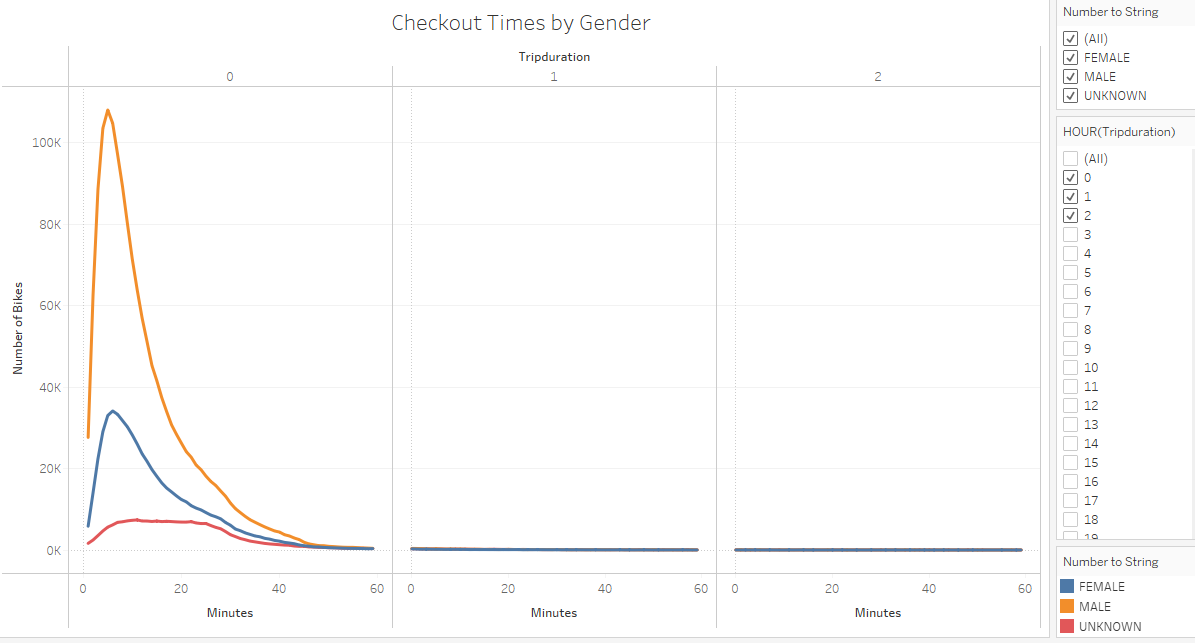 Checkout Times by Gender
Tripduration
0 1 2
Number of Bikes
100K
80K
60K
40K
20K
0K
0 20 40 60 0 20 40 60 0 20 40 60
Minutes Minutes Minutes
Number to String
(All)
FEMALE
MALE
UNKNOWN
HOUR(Tripduration)
(All)
0
1
2
3
4
5
6
7
8
9
10
11
12
13
14
15
16
17
18
19
Number to String
FEMALE
MALE
UNKNOWN